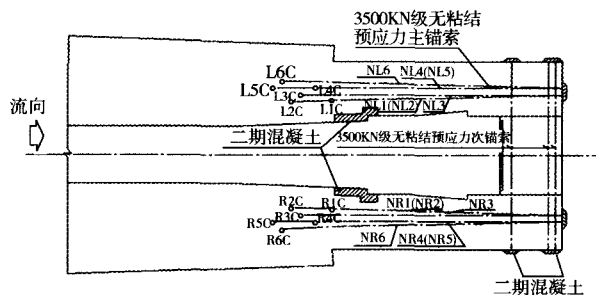 3500KN级无粘结
预应力主锚索
L6C
NL6
NL4(NL5)
L5C
L4C
L3C
L2C
L1C
NL1(NL2)
NL3
流向
二期混凝土
3500KN级无粘结预应力次锚索
R2C
R1C
NR1(NR2)
NR3
R3C
R5C
R4C
R6C
NR6
NR4(NR5)
二期混凝土